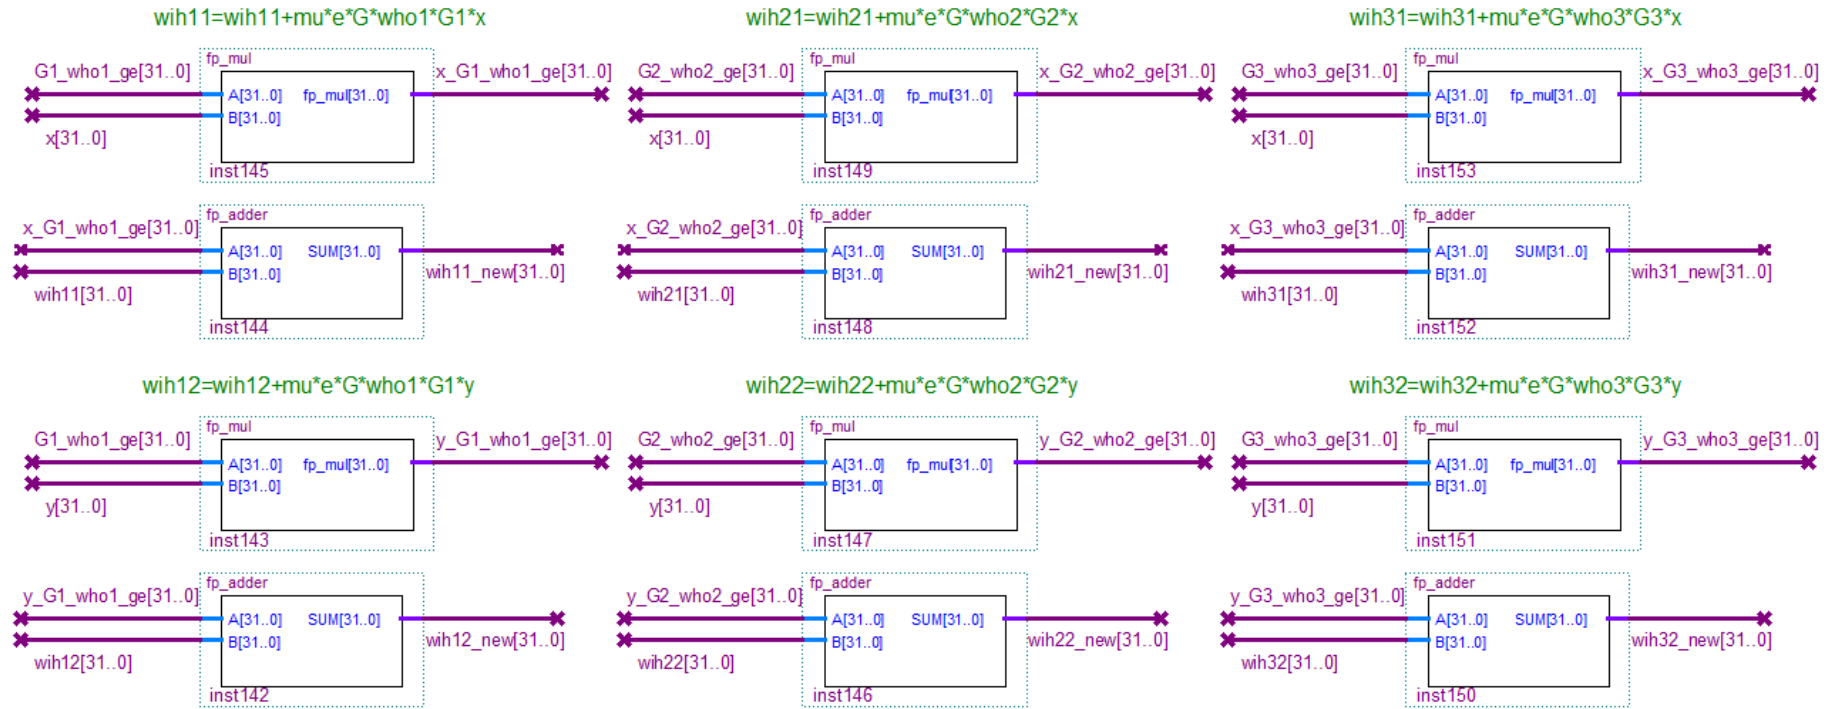 wih11=wih11+mu*e*G*who1*G1*x
fp_mul
G1_who1_ge[31..0]
x_G1_who1_ge[31..0]
A[31..0] fp_mul[31..0]
B[31..0]
x[31..0]
inst145
fp_adder
x_G1_who1_ge[31..0]
A[31..0] SUM[31..0]
B[31..0]
wih11_new[31..0]
wih11[31..0]
inst144
wih21=wih21+mu*e*G*who2*G2*x
fp_mul
G2_who2_ge[31..0]
x_G2_who2_ge[31..0]
A[31..0] fp_mul[31..0]
B[31..0]
x[31..0]
inst149
fp_adder
x_G2_who2_ge[31..0]
A[31..0] SUM[31..0]
B[31..0]
wih21_new[31..0]
wih21[31..0]
inst148
wih31=wih31+mu*e*G*who3*G3*x
fp_mul
G3_who3_ge[31..0]
x_G3_who3_ge[31..0]
A[31..0] fp_mul[31..0]
B[31..0]
x[31..0]
inst153
fp_adder
x_G3_who3_ge[31..0]
A[31..0] SUM[31..0]
B[31..0]
wih31_new[31..0]
wih31[31..0]
inst152
wih12=wih12+mu*e*G*who1*G1*y
fp_mul
G1_who1_ge[31..0]
y_G1_who1_ge[31..0]
A[31..0] fp_mul[31..0]
B[31..0]
y[31..0]
inst143
fp_adder
y_G1_who1_ge[31..0]
A[31..0] SUM[31..0]
B[31..0]
wih12_new[31..0]
wih12[31..0]
inst142
wih22=wih22+mu*e*G*who2*G2*y
fp_mul
G2_who2_ge[31..0]
y_G2_who2_ge[31..0]
A[31..0] fp_mul[31..0]
B[31..0]
y[31..0]
inst147
fp_adder
y_G2_who2_ge[31..0]
A[31..0] SUM[31..0]
B[31..0]
wih22_new[31..0]
wih22[31..0]
inst146
wih32=wih32+mu*e*G*who3*G3*y
fp_mul
G3_who3_ge[31..0]
y_G3_who3_ge[31..0]
A[31..0] fp_mul[31..0]
B[31..0]
y[31..0]
inst151
fp_adder
y_G3_who3_ge[31..0]
A[31..0] SUM[31..0]
B[31..0]
wih32_new[31..0]
wih32[31..0]
inst150